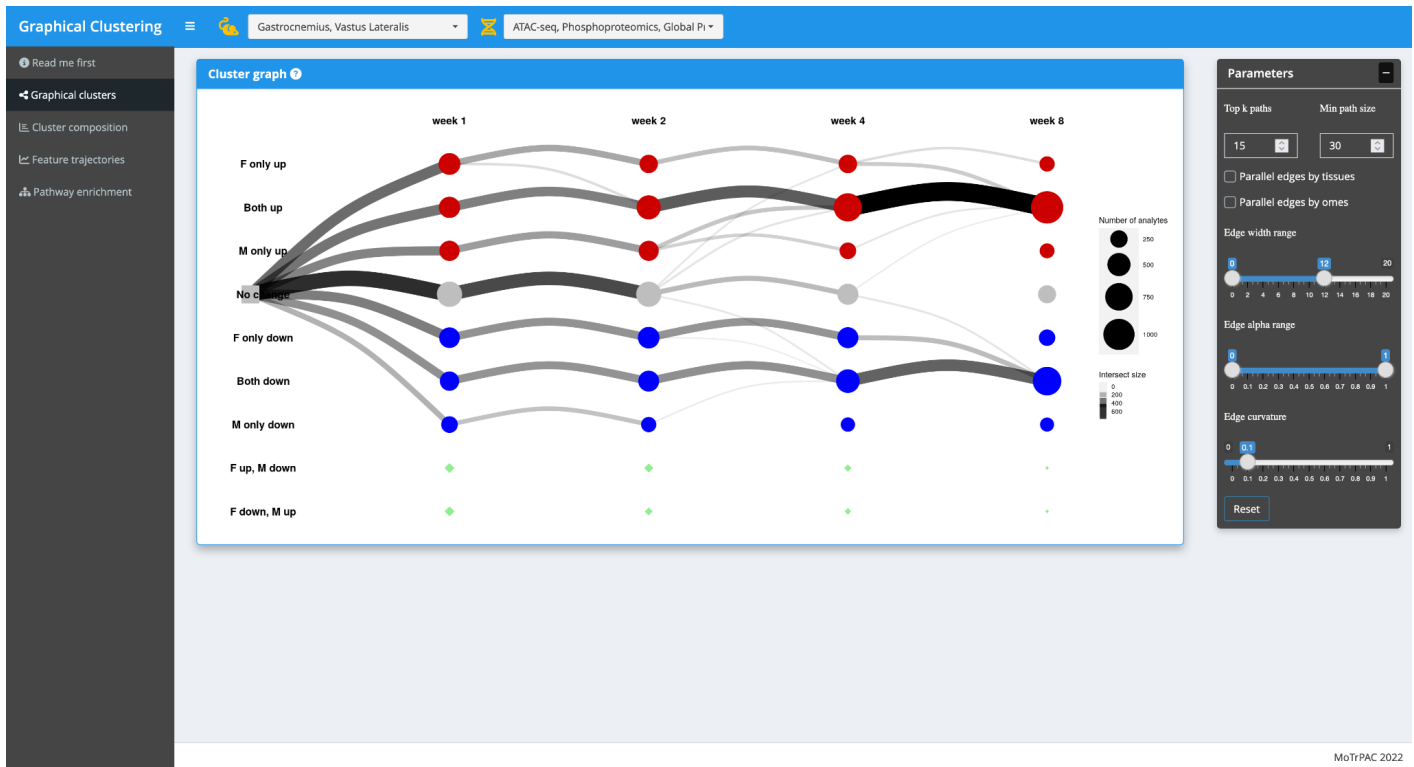 Graphical Clustering
Gastrocnemius, Vastus Lateralis
ATAC-seq, Phosphoproteomics, Global Pr
Read me first
Graphical clusters
Cluster composition
Feature trajectories
Pathway enrichment
Cluster graph
week 1 week 2 week 4 week 8
F only up
Both up
M only up
No change
F only down
Both down
M only down
F up, M down
F down, M up
Number of analytes
250
500
750
1000
Intersect size
0
200
400
600
Parameters
Top k paths Min path size
15 30
Parallel edges by tissues
Parallel edges by omes
Edge width range
0 12 20
0 2 4 6 8 10 12 14 16 18 20
Edge alpha range
0 1
0 0.1 0.2 0.3 0.4 0.5 0.6 0.7 0.8 0.9 1
Edge curvature
0 0.1 1
0 0.1 0.2 0.3 0.4 0.5 0.6 0.7 0.8 0.9 1
Reset
MoTrPAC 2022